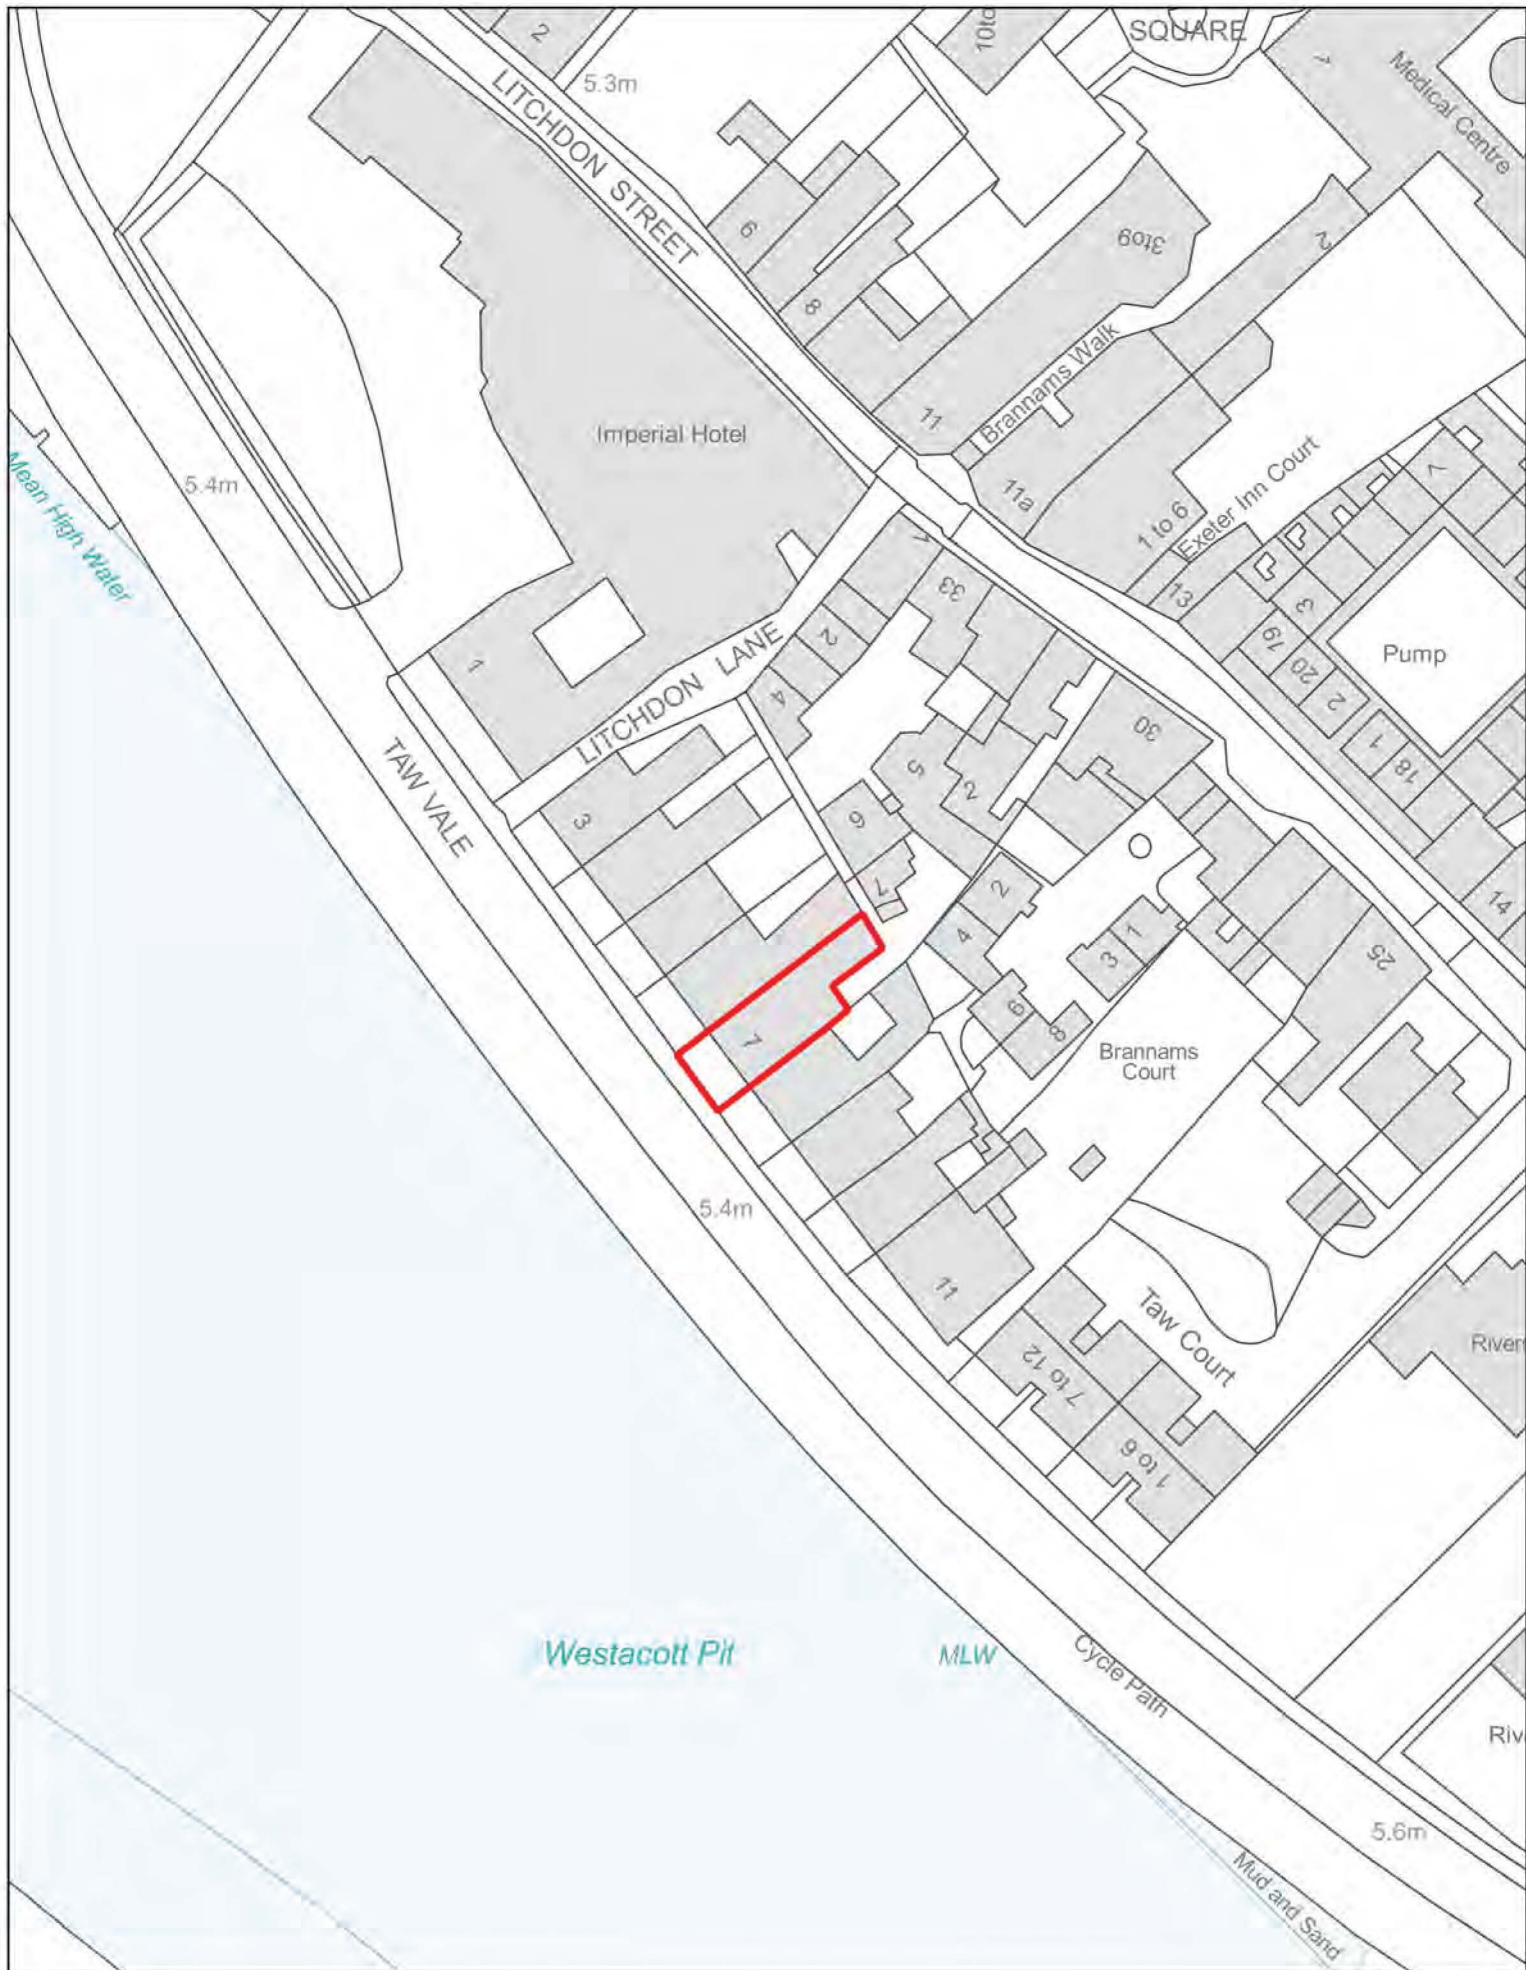 2
10to
SQUARE
1
Medical Centre
5.3m
LITCHDON STREET
9
3to9
2
8
Brannams Walk
11
Imperial Hotel
Mean High Water
5.4m
11a
1 to 6
Exeter Inn Court
1
1
33
13
3
2
19
20
2
Pump
1
LITCHDON LANE
4
30
1
18
TAW VALE
5
2
3
6
7
2
14
4
1
3
25
9
8
7
Brannams
Court
5.4m
11
Taw Court
7 to 12
1 to 6
Westacott Pit
MLW
Cycle Path
5.6m
Mud and Sand